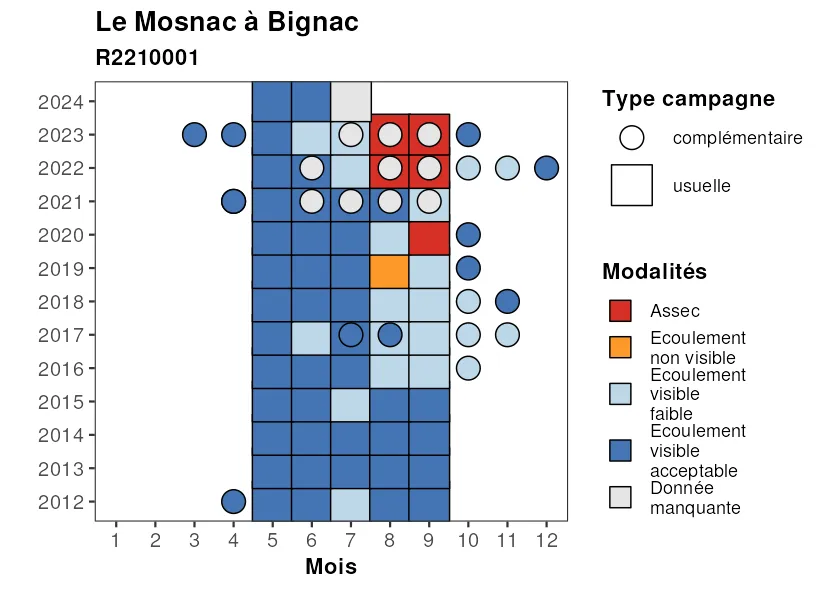 Le Mosnac à Bignac
R2210001
2024
2023
2022
2021
2020
2019
2018
2017
2016
2015
2014
2013
2012
1 2 3 4 5 6 7 8 9 10 11 12
Mois
Type campagne
complémentaire
usuelle
Modalités
Assec
Ecoulement
non visible
Ecoulement
visible
faible
Ecoulement
visible
acceptable
Donnée
manquante